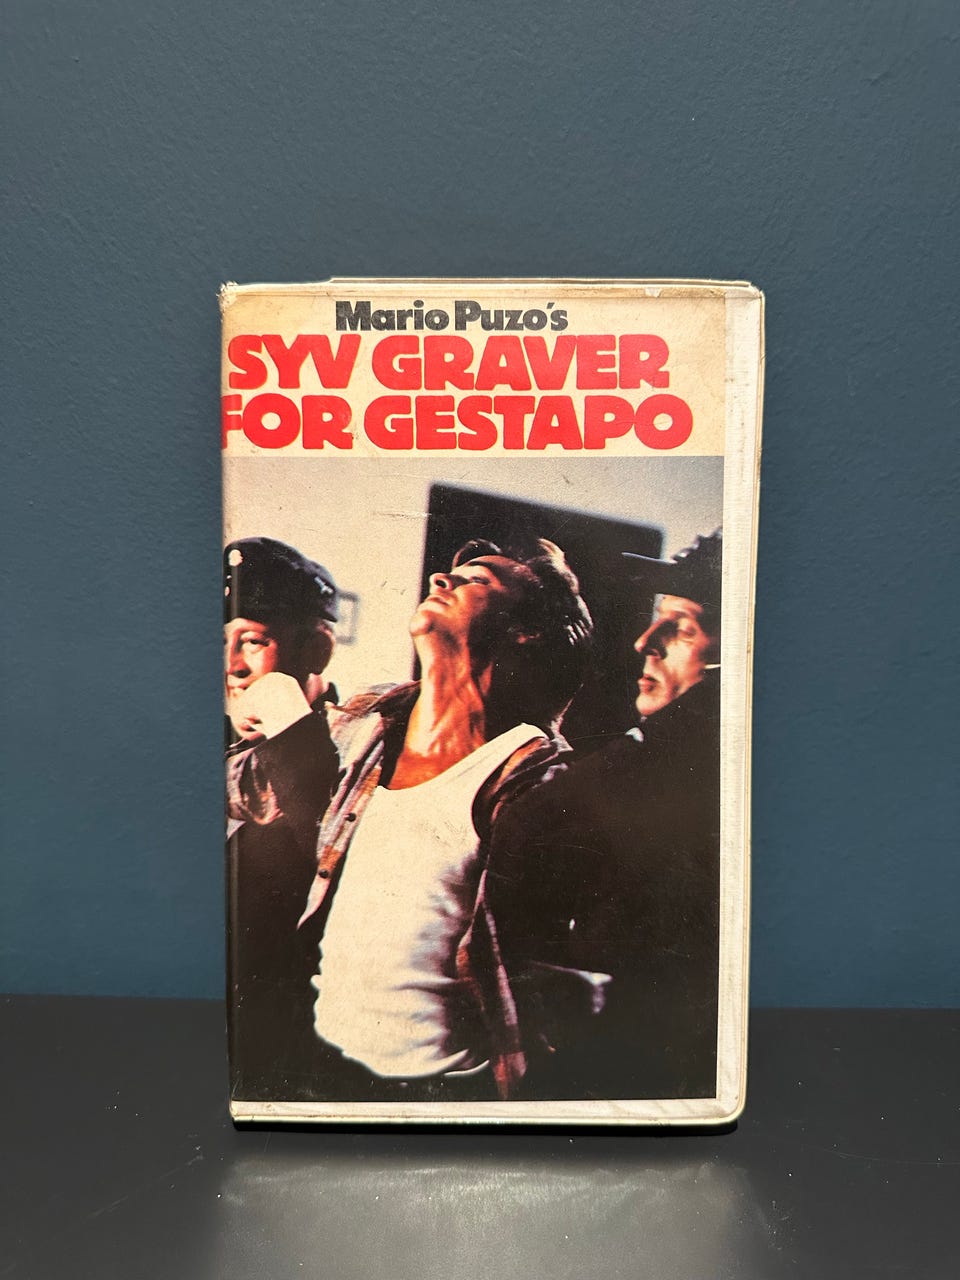 Mario Puzo's
SYV GRAVER
FOR GESTAPO